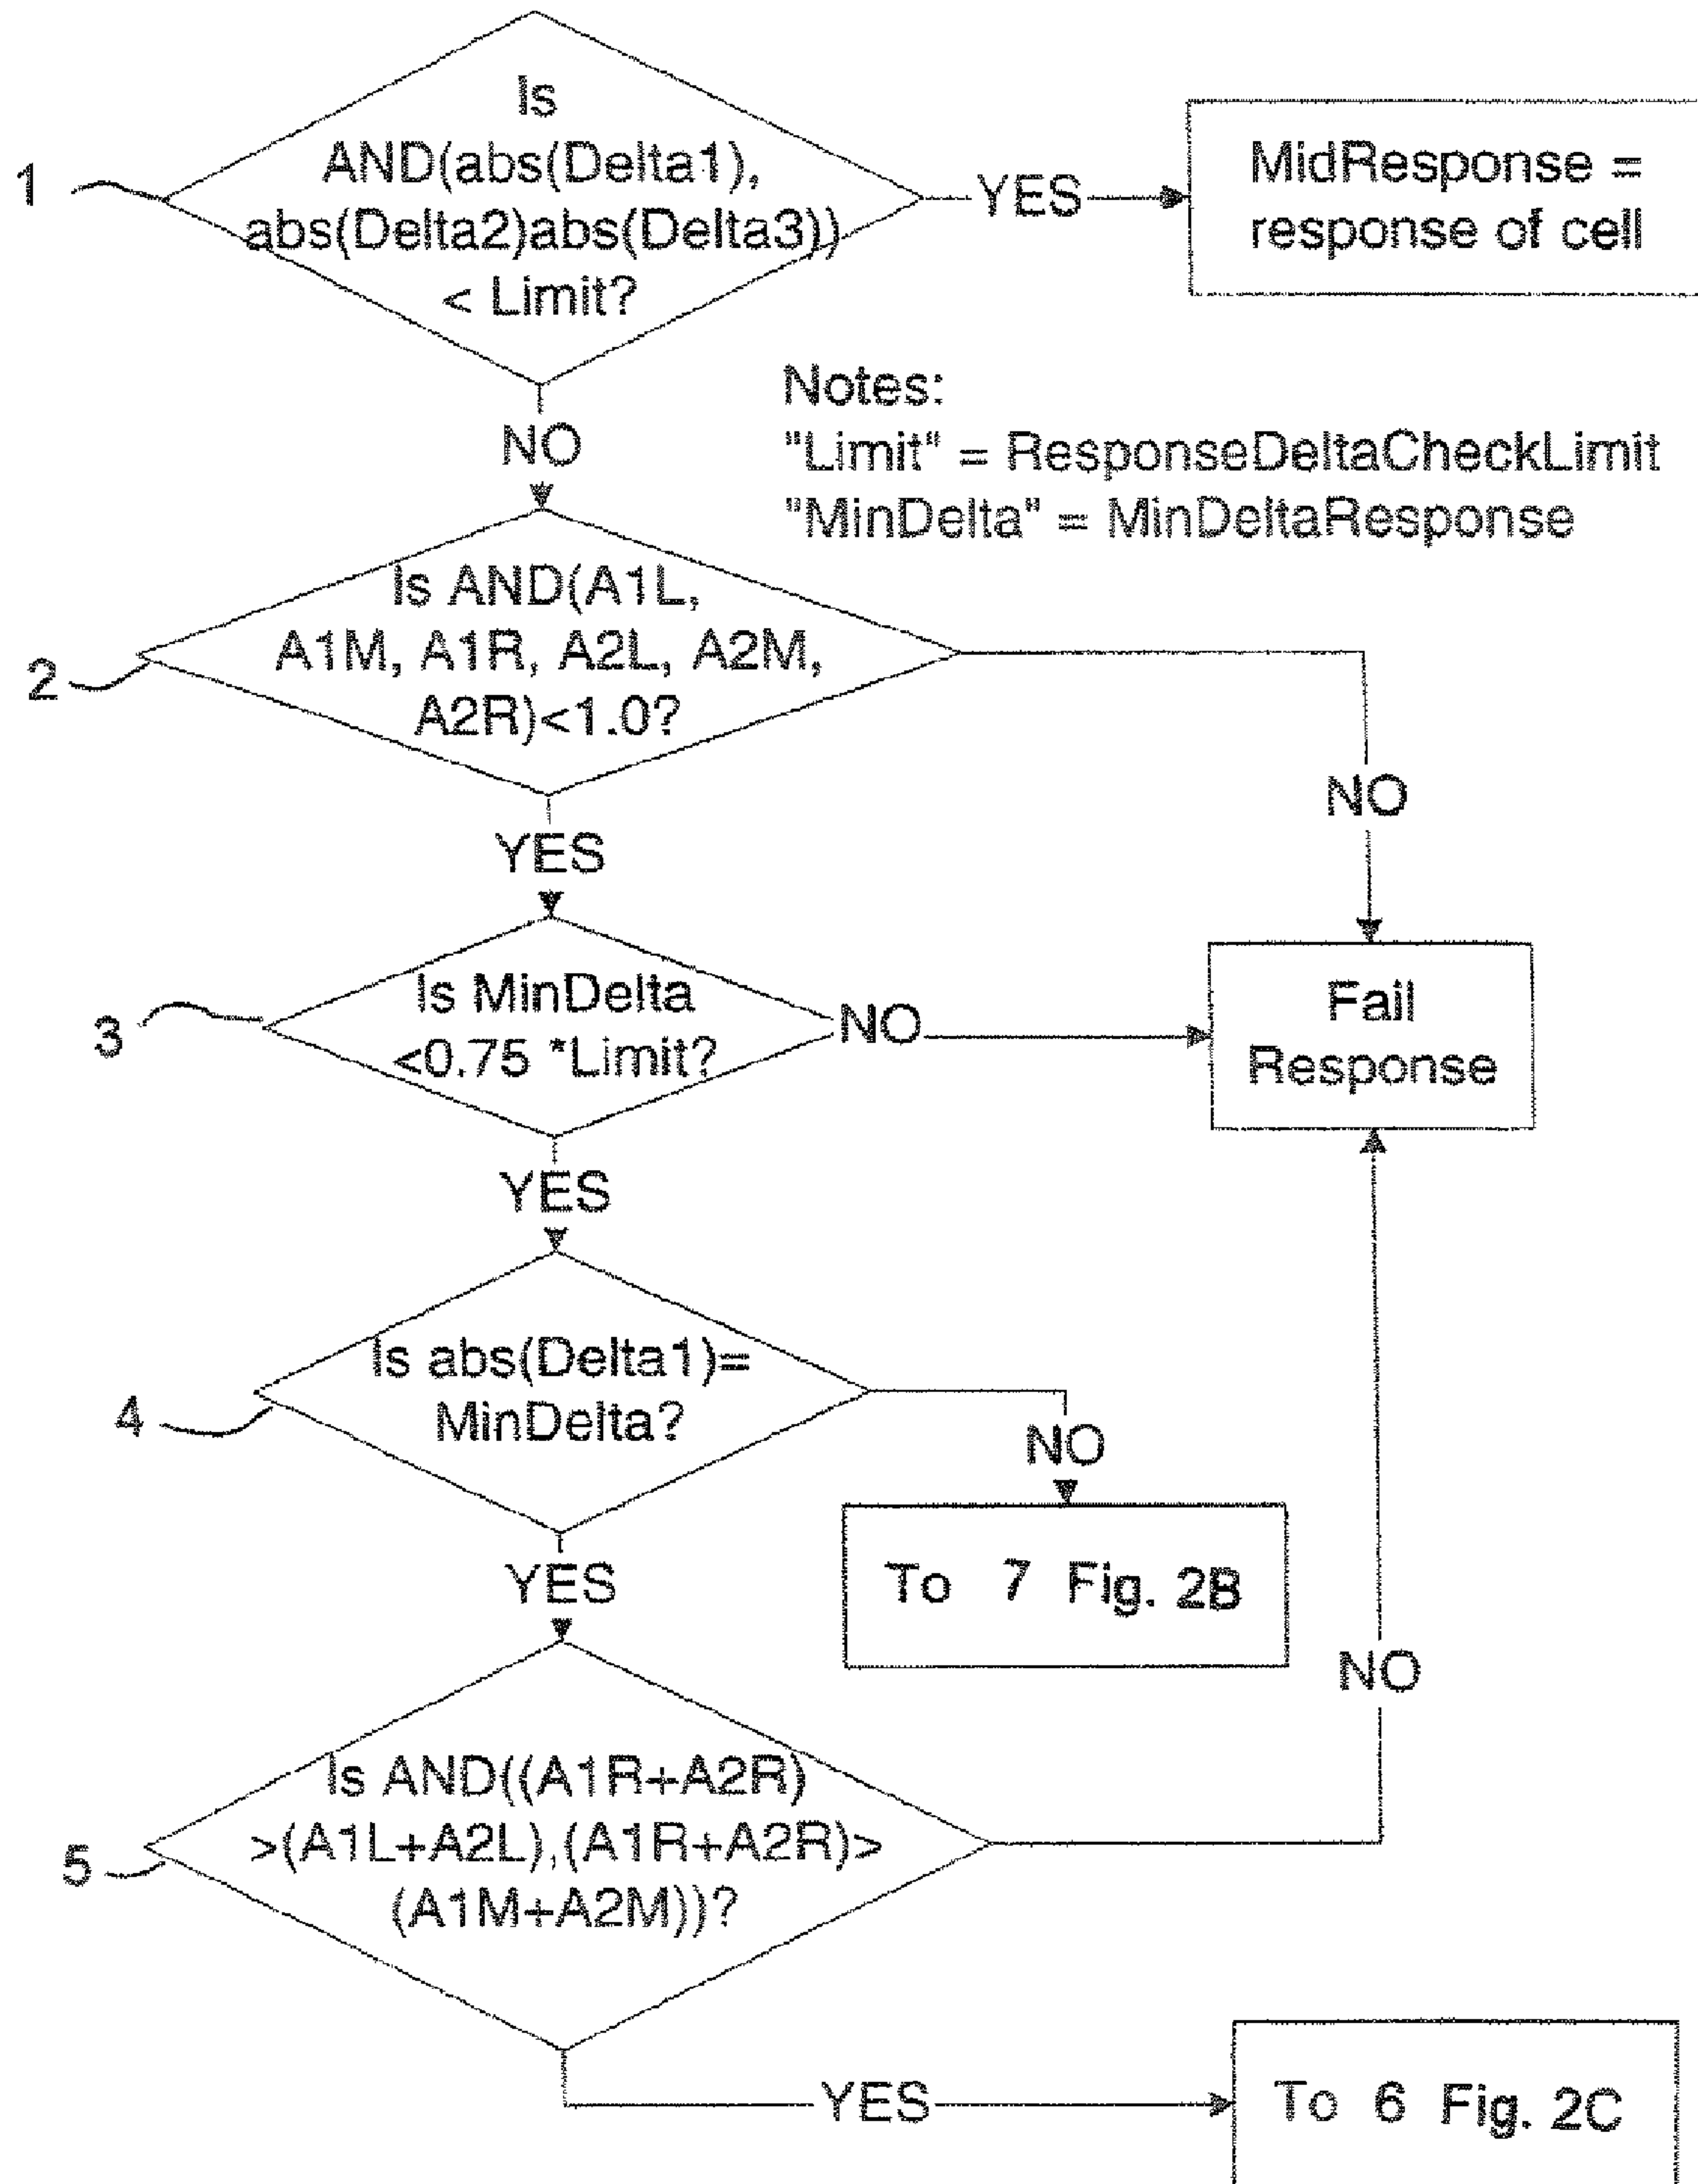 1
Is
AND(abs(Delta1),
abs(Delta2)abs(Delta3))
< Limit?
YES
MidResponse =
response of cell
NO
Notes:
"Limit" = ResponseDeltaCheckLimit
"MinDelta" = MinDeltaResponse
2
Is AND(A1L,
A1M, A1R, A2L, A2M,
A2R)<1.0?
NO
YES
3
Is MinDelta
<0.75 *Limit?
NO
Fail
Response
YES
4
Is abs(Delta1)=
MinDelta?
NO
To 7 Fig. 2B
YES
5
Is AND((A1R+A2R)
>(A1L+A2L),(A1R+A2R)>
(A1M+A2M))?
NO
YES
To 6 Fig. 2C